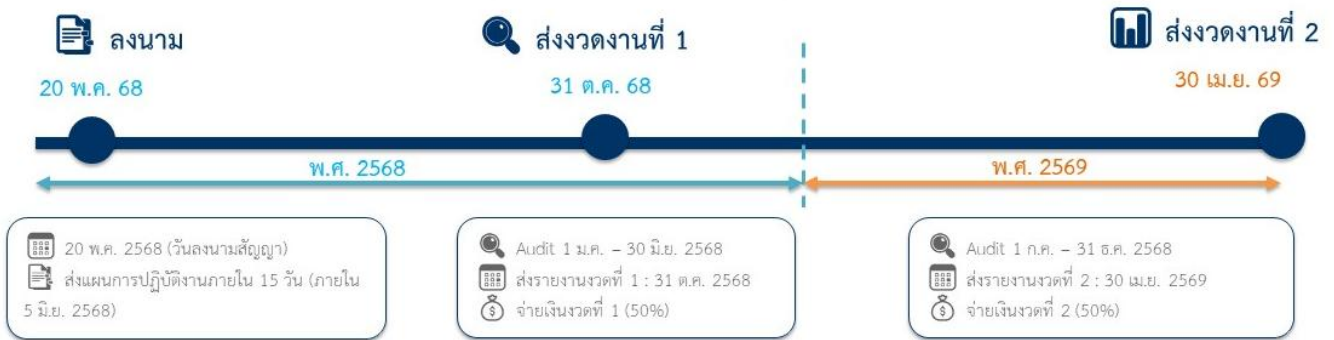 ลงนาม
20 พ.ค. 68
ส่งงวดงานที่ 1
31 ต.ค. 68
ส่งงวดงานที่ 2
30 เม.ย. 69
พ.ศ. 2568
พ.ศ. 2569
20 พ.ค. 2568 (วันลงนามสัญญา)
ส่งแผนการปฏิบัติงานภายใน 15 วัน (ภายใน
5 มิ.ย. 2568)
Audit 1 ม.ค. – 30 มิ.ย. 2568
ส่งรายงานงวดที่ 1 : 31 ต.ค. 2568
จ่ายเงินงวดที่ 1 (50%)
Audit 1 ก.ค. – 31 ธ.ค. 2568
ส่งรายงานงวดที่ 2 : 30 เม.ย. 2569
จ่ายเงินงวดที่ 2 (50%)